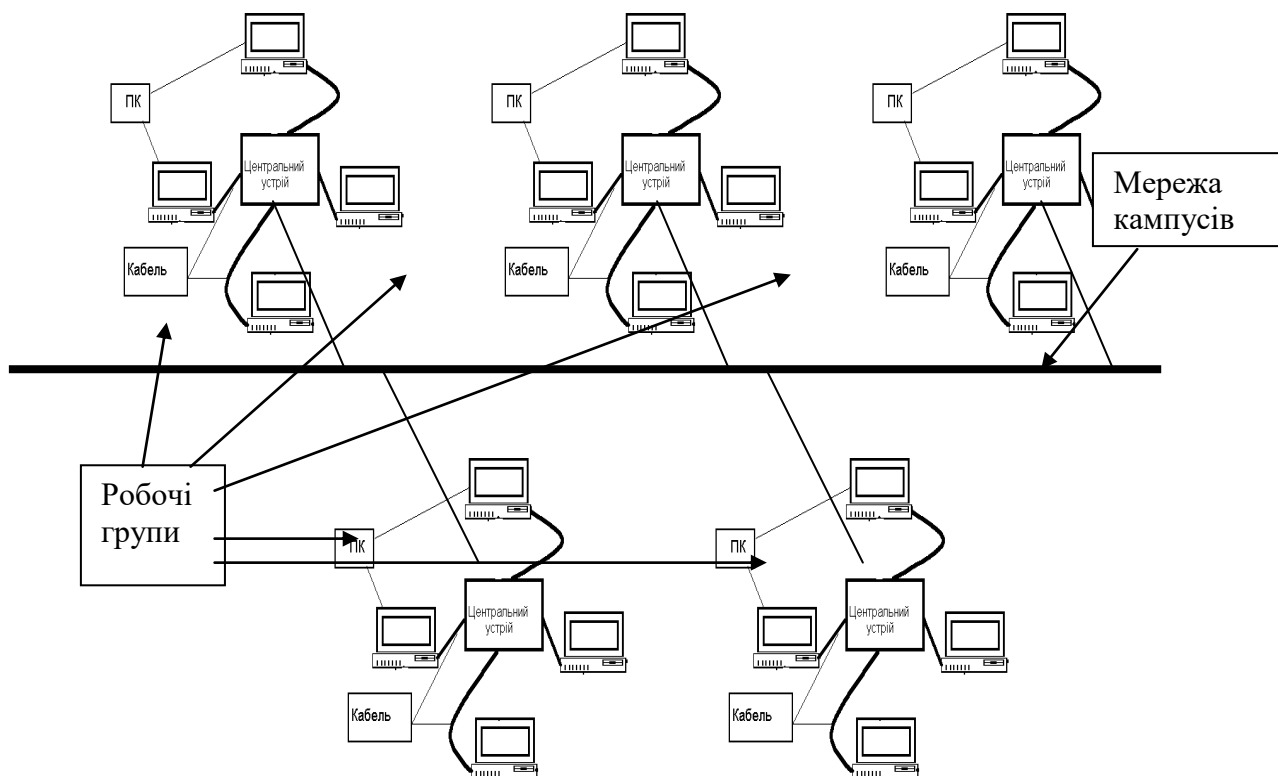 ПК
ПК
ПК
Центральний
устрій
Центральний
устрій
Центральний
устрій
Мережа
кампусів
Кабель
Кабель
Кабель
Робочі
групи
ПК
ПК
Центральний
устрій
Центральний
устрій
Кабель
Кабель